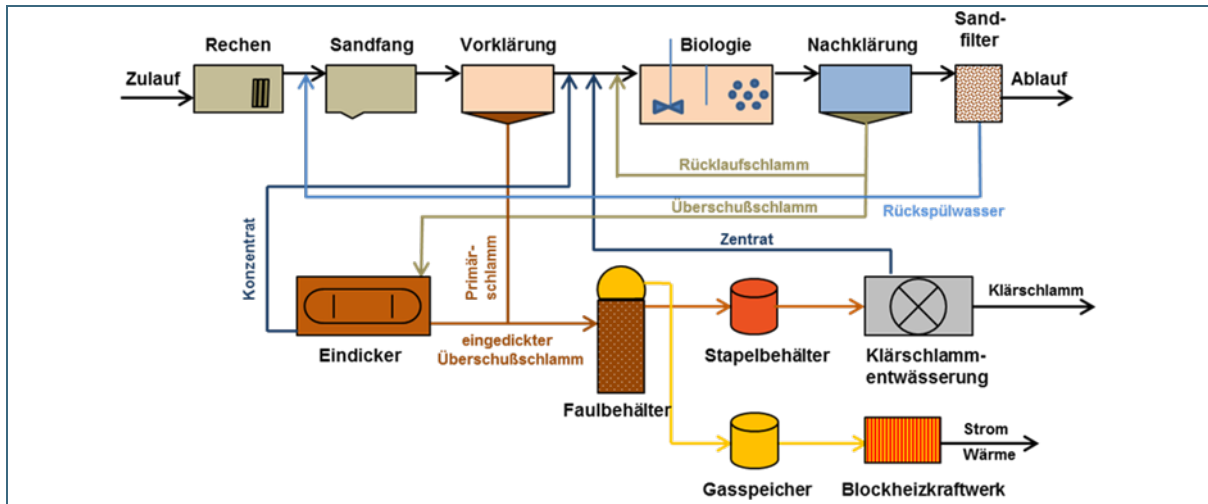 Rechen
Sandfang
Vorklärung
Biologie
Nachklärung
Sand-
filter
Zulauf
Ablauf
Rücklaufschlamm
Überschußschlamm
Rückspülwasser
Konzentrat
Primär-
schlamm
Zentrat
Klärschlamm
Eindicker
eingedickter
Überschußschlamm
Stapelbehälter
Klärschlamm-
entwässerung
Faulbehälter
Strom
Wärme
Gasspeicher
Blockheizkraftwerk